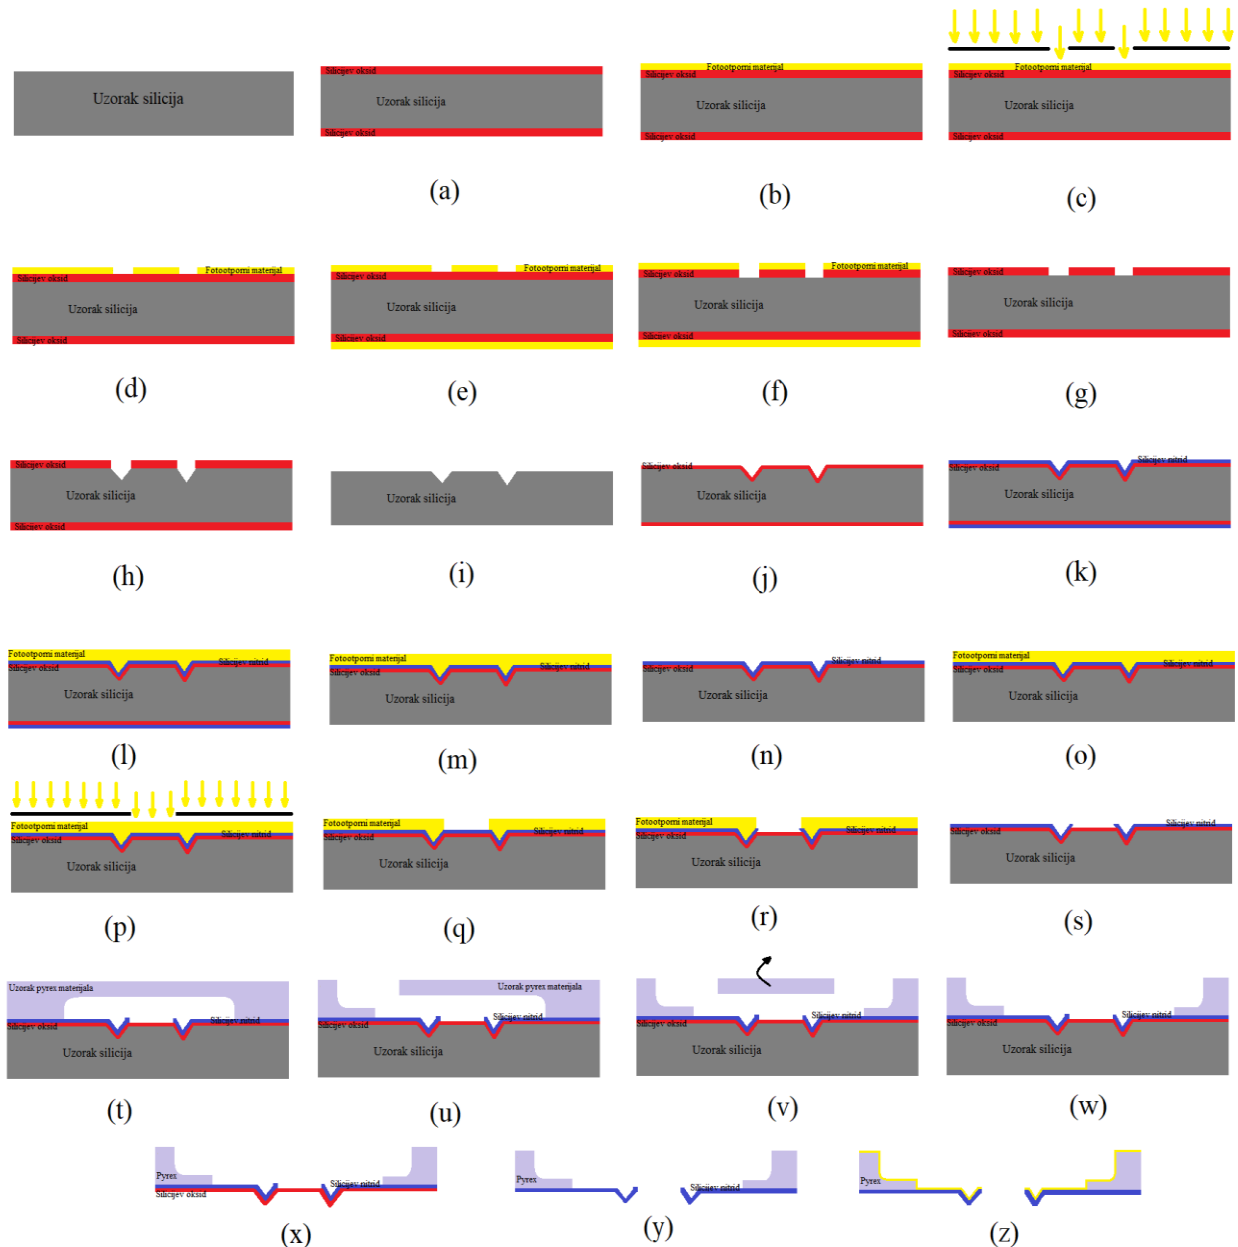 Uzorak silicija
Silicijev oksid
Uzorak silicija
Silicijev oksid
(a)
Fotootporni materijal
Silicijev oksid
Uzorak silicija
Silicijev oksid
(b)
Fotootporni materijal
Silicijev oksid
Uzorak silicija
Silicijev oksid
(c)
Fotootporni materijal
Silicijev oksid
Uzorak silicija
Silicijev oksid
(d)
Fotootporni materijal
Silicijev oksid
Uzorak silicija
Silicijev oksid
(e)
Fotootporni materijal
Silicijev oksid
Uzorak silicija
Silicijev oksid
(f)
Silicijev oksid
Uzorak silicija
Silicijev oksid
(g)
Silicijev oksid
Uzorak silicija
Silicijev oksid
(h)
Uzorak silicija
(i)
Silicijev oksid
Uzorak silicija
(j)
Silicijev nitrid
Silicijev oksid
Uzorak silicija
(k)
Fotootporni materijal
Silicijev nitrid
Silicijev oksid
Uzorak silicija
(l)
Fotootporni materijal
Silicijev nitrid
Silicijev oksid
Uzorak silicija
(m)
Silicijev nitrid
Silicijev oksid
Uzorak silicija
(n)
Fotootporni materijal
Silicijev nitrid
Silicijev oksid
Uzorak silicija
(o)
Fotootporni materijal
Silicijev nitrid
Silicijev oksid
Uzorak silicija
(p)
Fotootporni materijal
Silicijev nitrid
Silicijev oksid
Uzorak silicija
(q)
Fotootporni materijal
Silicijev nitrid
Silicijev oksid
Uzorak silicija
(r)
Silicijev nitrid
Silicijev oksid
Uzorak silicija
(s)
Uzorak pyrex materijala
Silicijev nitrid
Silicijev oksid
Uzorak silicija
(t)
Uzorak pyrex materijala
Silicijev nitrid
Silicijev oksid
Uzorak silicija
(u)
Silicijev nitrid
Silicijev oksid
Uzorak silicija
(v)
Silicijev nitrid
Silicijev oksid
Uzorak silicija
(w)
Pyrex
Silicijev nitrid
Silicijev oksid
(x)
Pyrex
Silicijev nitrid
(y)
Pyrex
(z)